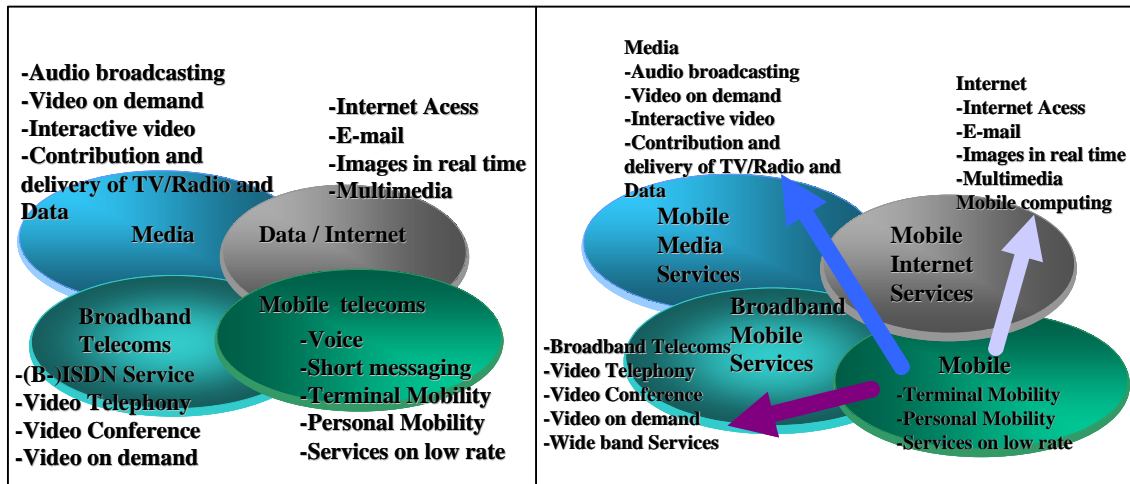 -Audio broadcasting
-Video on demand
-Interactive video
-Contribution and
delivery of TV/Radio and
Data
-Internet Acess
-E-mail
-Images in real time
-Multimedia
Media
Data / Internet
Broadband
Telecoms
-(B-)ISDN Service
-Video Telephony
-Video Conference
-Video on demand
Mobile telecoms
-Voice
-Short messaging
-Terminal Mobility
-Personal Mobility
-Services on low rate
Media
-Audio broadcasting
-Video on demand
-Interactive video
-Contribution and
delivery of TV/Radio and
Data
Internet
-Internet Acess
-E-mail
-Images in real time
-Multimedia
Mobile computing
Mobile
Media
Services
Mobile
Internet
Services
Broadband
Mobile
Services
-Broadband Telecoms
-Video Telephony
-Video Conference
-Video on demand
-Wide band Services
Mobile
-Terminal Mobility
-Personal Mobility
-Services on low rate